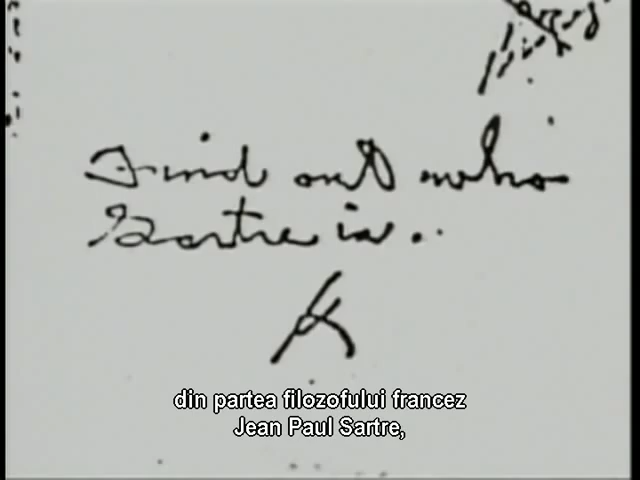 Find out who
Sartre is..
H
din partea filozofului francez
Jean Paul Sartre,